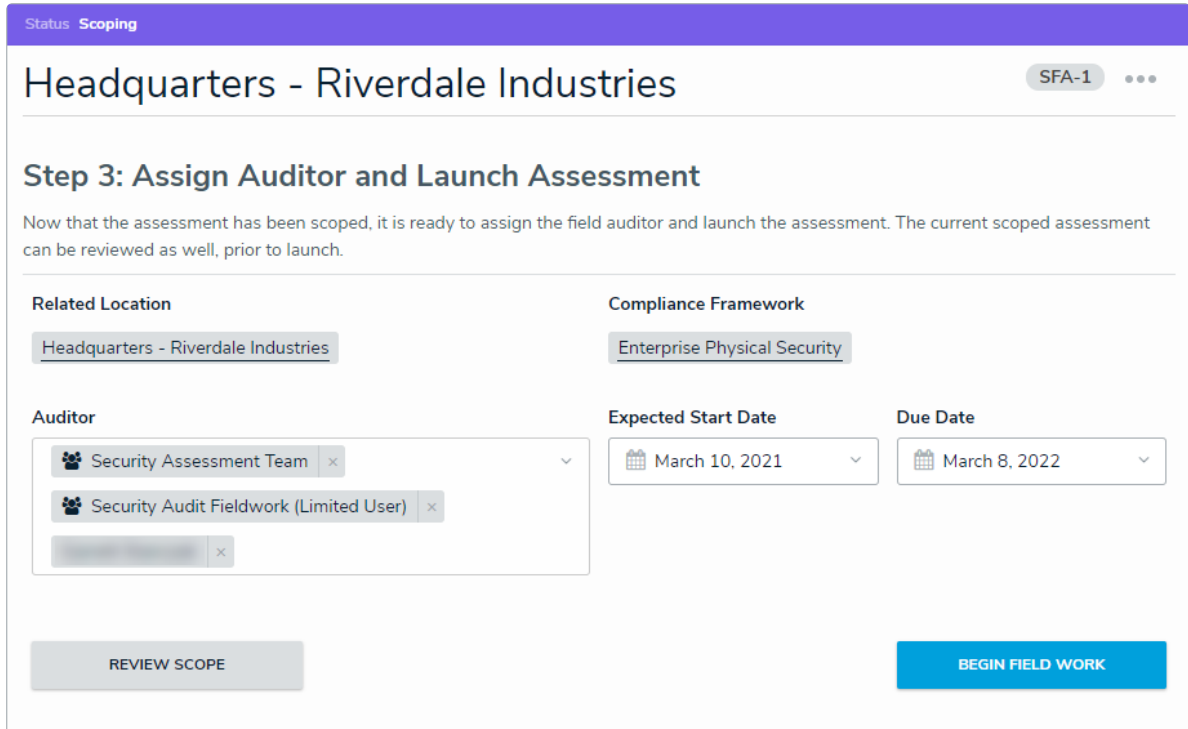 Status Scoping
Headquarters - Riverdale Industries
SFA-1
Step 3: Assign Auditor and Launch Assessment
Now that the assessment has been scoped, it is ready to assign the field auditor and launch the assessment. The current scoped assessment
can be reviewed as well, prior to launch.
Related Location
Compliance Framework
Headquarters - Riverdale Industries
Enterprise Physical Security
Auditor
Expected Start Date
Due Date
Security Assessment Team ×
March 10, 2021
March 8, 2022
Security Audit Fieldwork (Limited User) ×
×
REVIEW SCOPE
BEGIN FIELD WORK